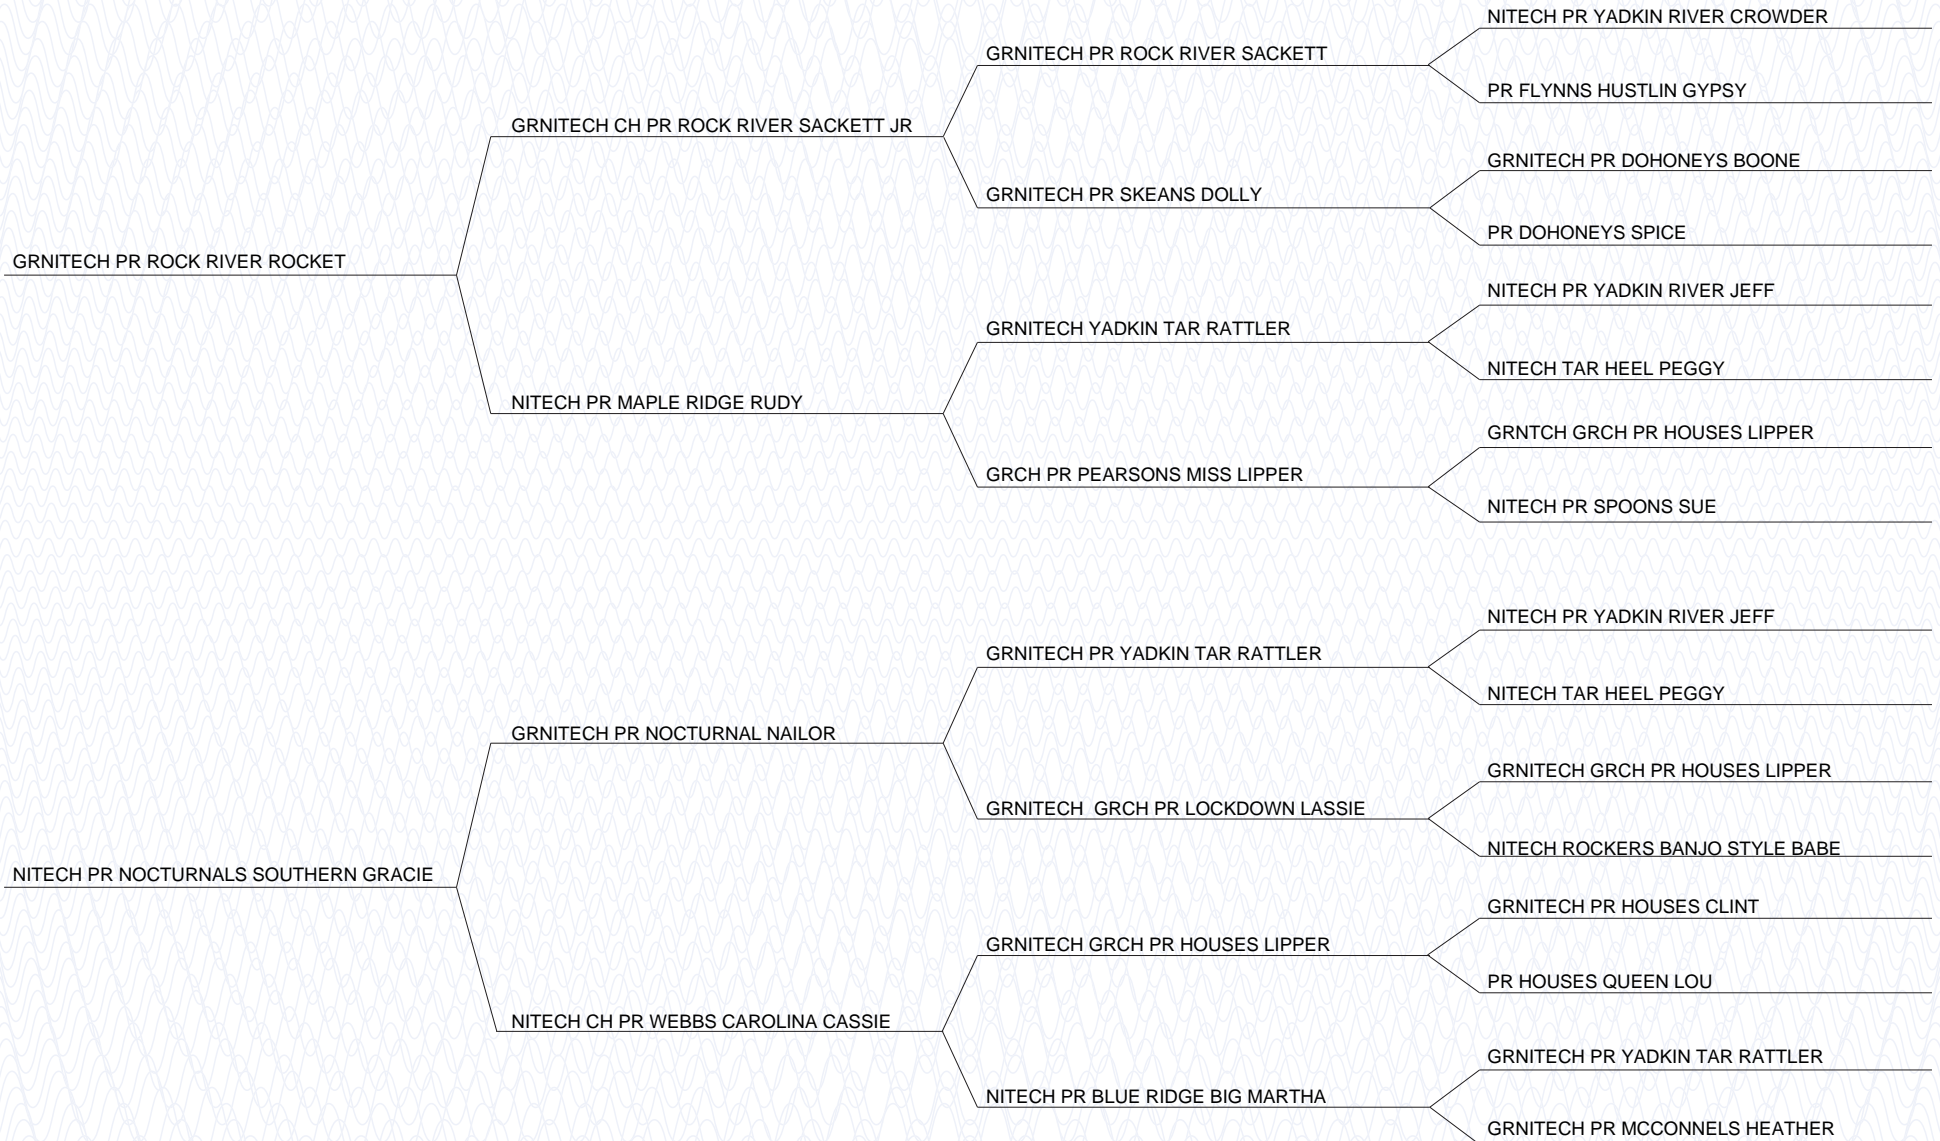 NITECH PR YADKIN RIVER CROWDER
GRNITECH PR ROCK RIVER SACKETT
PR FLYNNS HUSTLIN GYPSY
GRNITECH CH PR ROCK RIVER SACKETT JR
GRNITECH PR DOHONEYS BOONE
GRNITECH PR SKEANS DOLLY
PR DOHONEYS SPICE
GRNITECH PR ROCK RIVER ROCKET
NITECH PR YADKIN RIVER JEFF
GRNITECH YADKIN TAR RATTLER
NITECH TAR HEEL PEGGY
NITECH PR MAPLE RIDGE RUDY
GRNTCH GRCH PR HOUSES LIPPER
GRCH PR PEARSONS MISS LIPPER
NITECH PR SPOONS SUE
NITECH PR YADKIN RIVER JEFF
GRNITECH PR YADKIN TAR RATTLER
NITECH TAR HEEL PEGGY
GRNITECH PR NOCTURNAL NAILOR
GRNITECH GRCH PR HOUSES LIPPER
GRNITECH  GRCH PR LOCKDOWN LASSIE
NITECH ROCKERS BANJO STYLE BABE
NITECH PR NOCTURNALS SOUTHERN GRACIE
GRNITECH PR HOUSES CLINT
GRNITECH GRCH PR HOUSES LIPPER
PR HOUSES QUEEN LOU
NITECH CH PR WEBBS CAROLINA CASSIE
GRNITECH PR YADKIN TAR RATTLER
NITECH PR BLUE RIDGE BIG MARTHA
GRNITECH PR MCCONNELS HEATHER